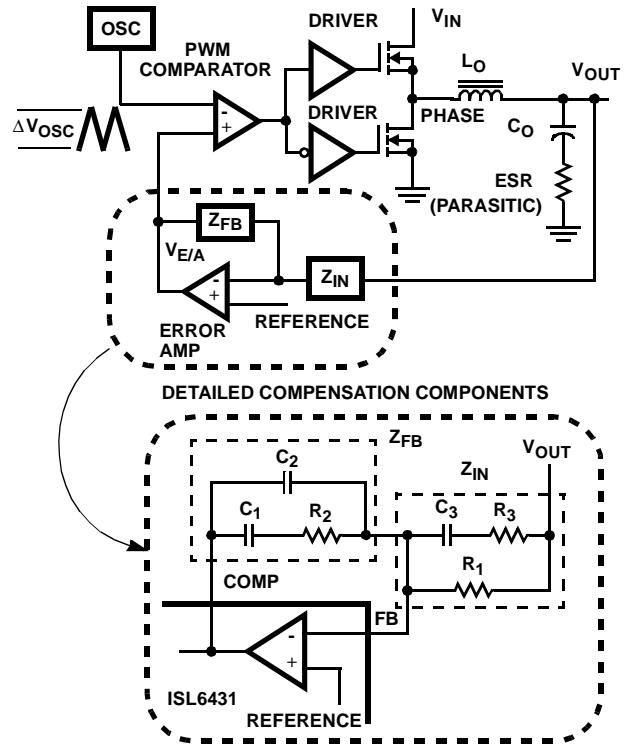 OSC
PWM
COMPARATOR
DRIVER
V_IN
L_O
V_OUT
DRIVER
PHASE
C_O
ESR
(PARASITIC)
ΔV_OSC
-
+
Z_FB
V_E/A
-
+
Z_IN
REFERENCE
ERROR
AMP
DETAILED COMPENSATION COMPONENTS
Z_FB
V_OUT
C_2
Z_IN
C_1
R_2
C_3
R_3
R_1
COMP
FB
-
+
ISL6431
REFERENCE